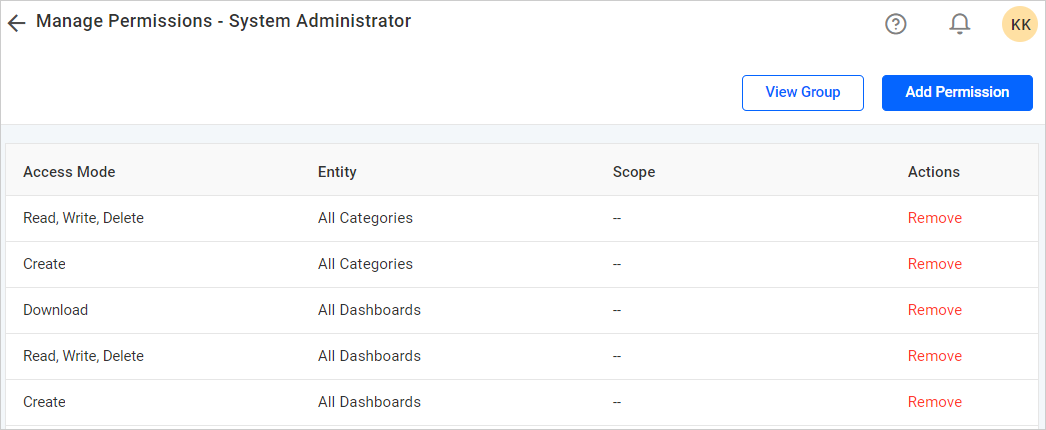 Manage Permissions - System Administrator
KK
View Group Add Permission
Access Mode Entity Scope Actions
Read, Write, Delete All Categories -- Remove
Create All Categories -- Remove
Download All Dashboards -- Remove
Read, Write, Delete All Dashboards -- Remove
Create All Dashboards -- Remove